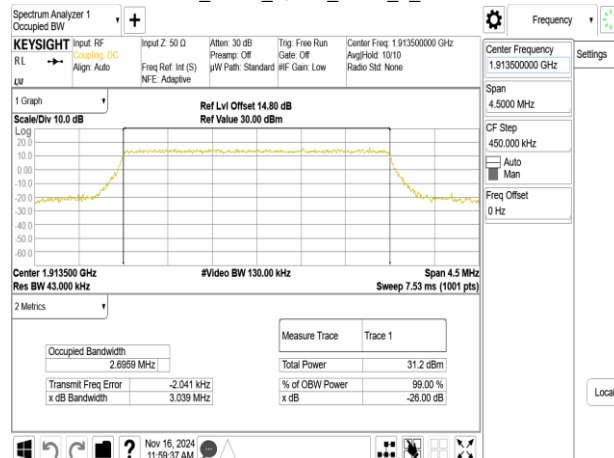 Spectrum Analyzer 1
Occupied BW
Frequency
KEYSIGHT
Input: RF
Coupling: DC
Align: Auto
RL
LXI
Input Z: 50 Ω
Freq Ref: Int (S)
NFE: Adaptive
Atten: 30 dB
Preamp: Off
µW Path: Standard
Trig: Free Run
Gate: Off
#IF Gain: Low
Center Freq: 1.913500000 GHz
Avg|Hold: 10/10
Radio Std: None
Center Frequency
1.913500000 GHz
Settings
Span
4.5000 MHz
CF Step
450.000 kHz
Auto
Man
Freq Offset
0 Hz
Local
1 Graph
Scale/Div 10.0 dB
Ref Lvl Offset 14.80 dB
Ref Value 30.00 dBm
Log
20.0
10.0
0.00
-10.0
-20.0
-30.0
-40.0
-50.0
-60.0
Center 1.913500 GHz
#Video BW 130.00 kHz
Span 4.5 MHz
Res BW 43.000 kHz
Sweep 7.53 ms (1001 pts)
2 Metrics
Measure Trace Trace 1
Occupied Bandwidth
2.6959 MHz
Total Power 31.2 dBm
Transmit Freq Error -2.041 kHz
% of OBW Power 99.00 %
x dB Bandwidth 3.039 MHz
x dB -26.00 dB
?
Nov 16, 2024
11:59:37 AM